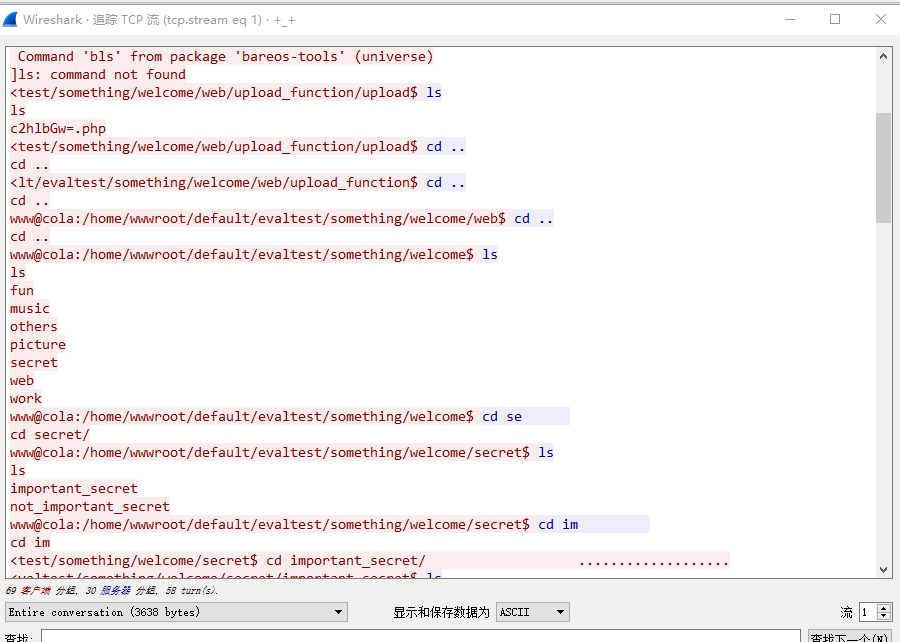 Wireshark · 追踪 TCP 流 (tcp.stream eq 1) · +_+
Command 'bls' from package 'bareos-tools' (universe)
]ls: command not found
<test/something/welcome/web/upload_function/upload$ ls
ls
c2hlbGw=.php
<test/something/welcome/web/upload_function/upload$ cd ..
cd ..
<lt/evaltest/something/welcome/web/upload_function$ cd ..
cd ..
www@cola:/home/wwwroot/default/evaltest/something/welcome/web$ cd ..
cd ..
www@cola:/home/wwwroot/default/evaltest/something/welcome$ ls
ls
fun
music
others
picture
secret
web
work
www@cola:/home/wwwroot/default/evaltest/something/welcome$ cd se
cd secret/
www@cola:/home/wwwroot/default/evaltest/something/welcome/secret$ ls
ls
important_secret
not_important_secret
www@cola:/home/wwwroot/default/evaltest/something/welcome/secret$ cd im
cd im
<test/something/welcome/secret$ cd important_secret/ ...................
<valtest/something/welcome/secret/important_secret$ ls
69 客户端 分组, 30 服务器 分组, 58 turn(s).
Entire conversation (3638 bytes) 显示和保存数据为 ASCII 流 1
查找: 查找下一个(N)